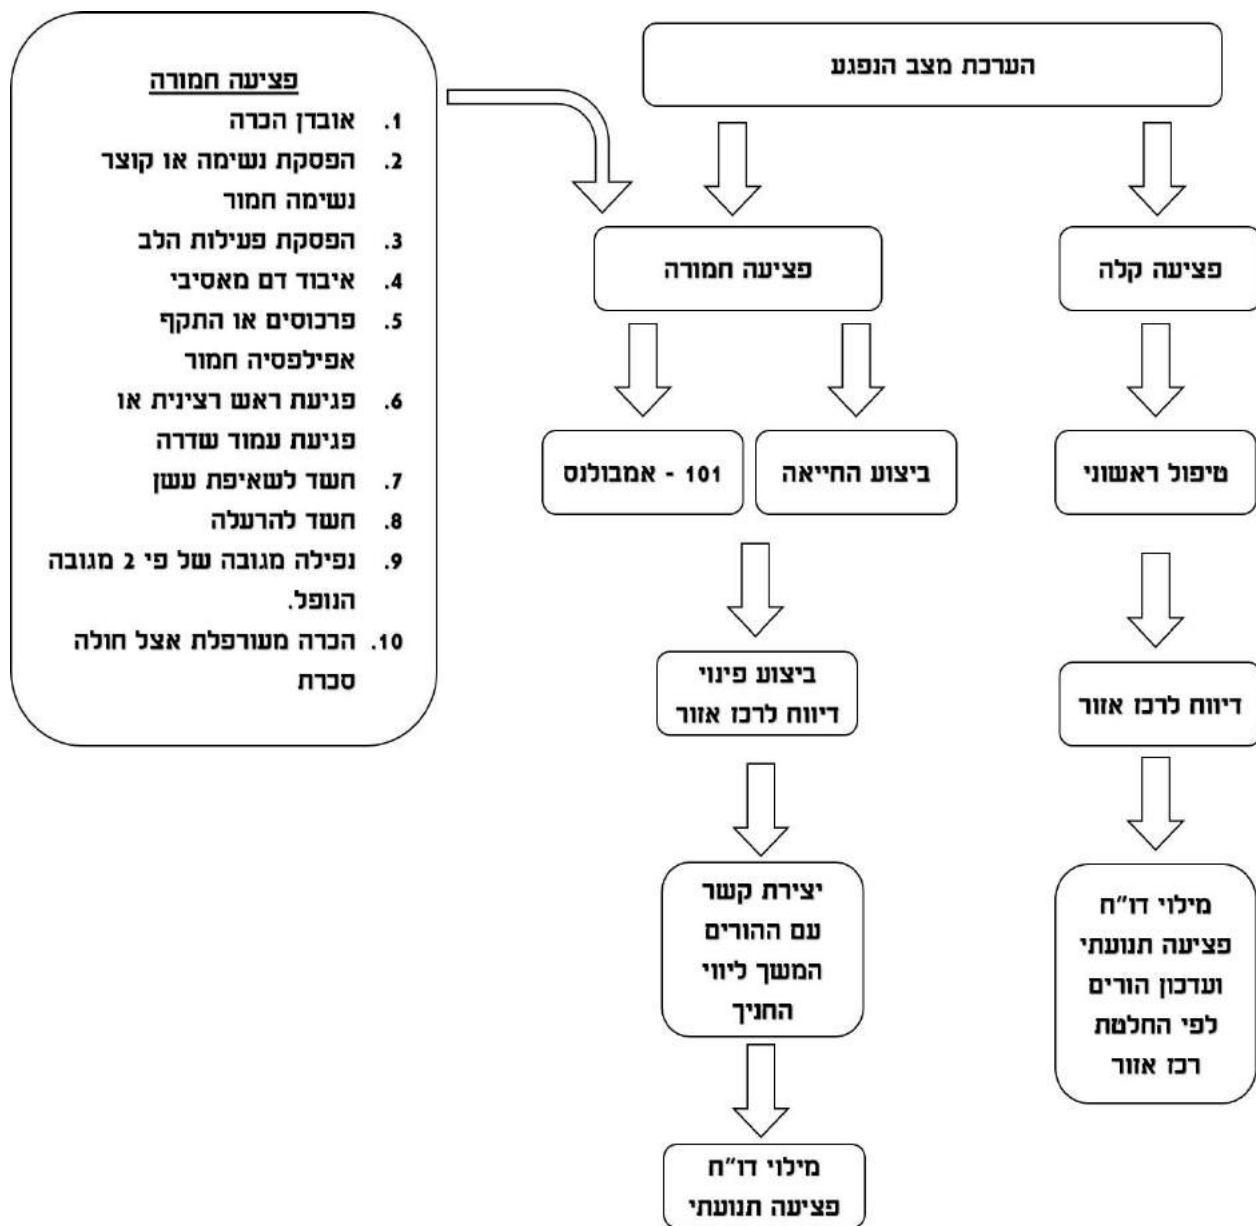 הערכת מצב הנפגע
פציעה חמורה
1. אובדן הכרה
2. הפסקת נשימה או קוצר
נשימה חמור
3. הפסקת פעילות הלב
4. איבוד דם מאסיבי
5. פרכוסים או התקף
אפילפסיה חמור
6. פגיעת ראש רצינית או
פגיעת עמוד שדרה
7. חשד לשאיפת עשן
8. חשד להרעלה
9. נפילה מגובה של פי 2 מגובה
הנופל.
10. הכרה מעורפלת אצל חולה
סכרת
פציעה קלה
טיפול ראשוני
דיווח לרכז אזור
מילוי דו"ח
פציעה תנועתי
ועדכון הורים
לפי החלטת
רכז אזור
פציעה חמורה
ביצוע החייאה
101 - אמבולנס
ביצוע פינוי
דיווח לרכז אזור
יצירת קשר
עם ההורים
המשך ליווי
החניך
מילוי דו"ח
פציעה תנועתי